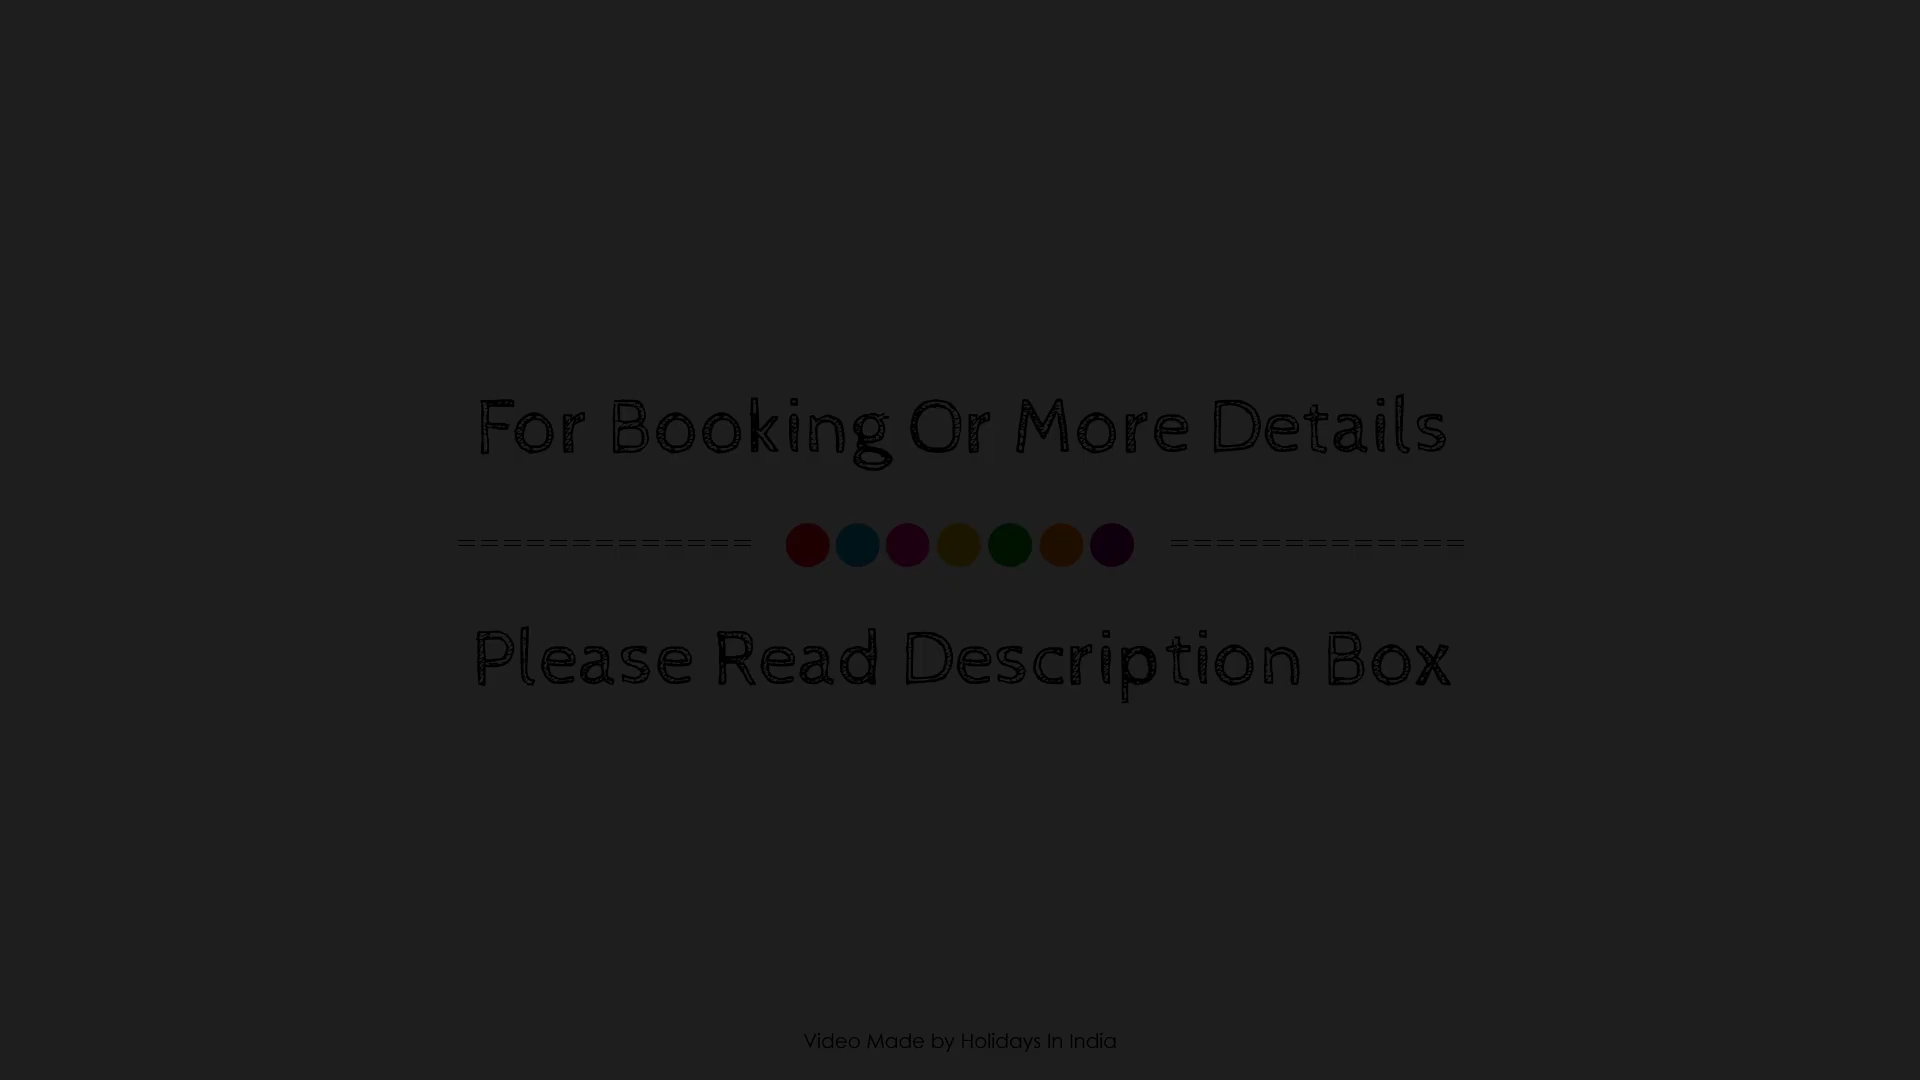 For Booking Or More Details
============= =============
Please Read Description Box
Video Made by Holidays In India